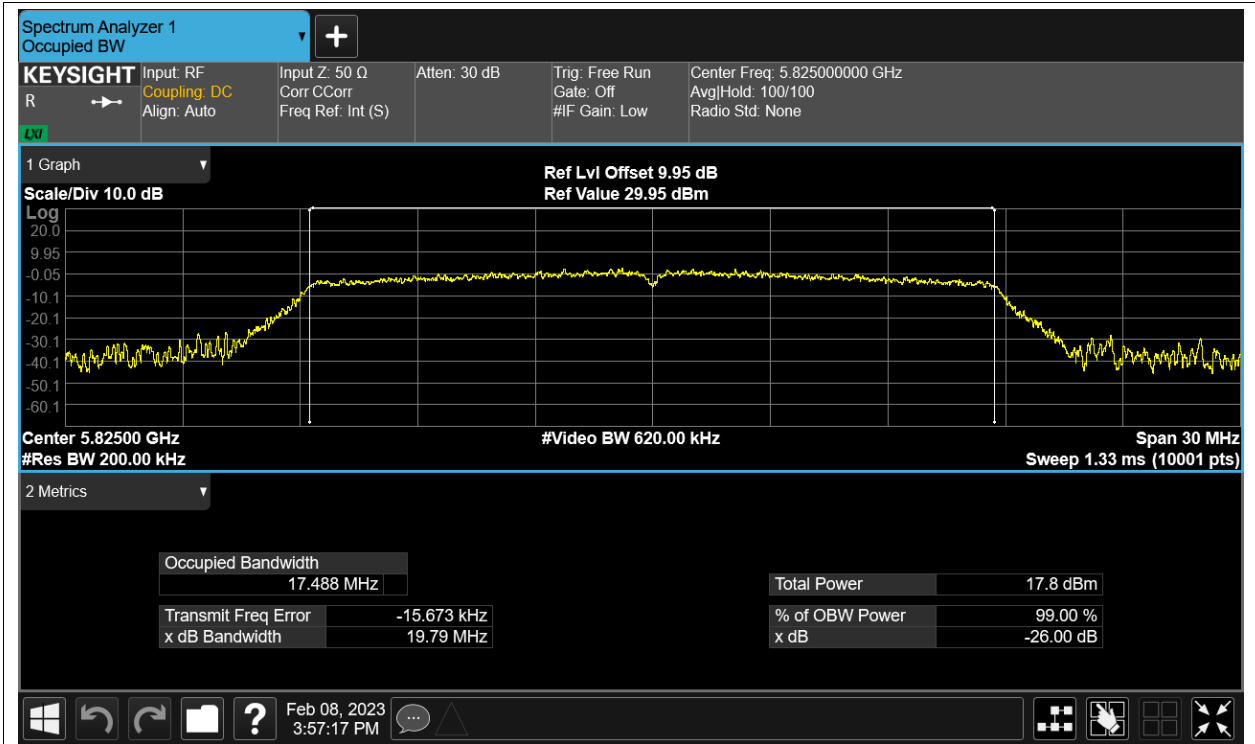 Spectrum Analyzer 1
Occupied BW
KEYSIGHT
R
LXI
Input: RF
Coupling: DC
Align: Auto
Input Z: 50 Ω
Corr CCorr
Freq Ref: Int (S)
Atten: 30 dB
Trig: Free Run
Gate: Off
#IF Gain: Low
Center Freq: 5.825000000 GHz
Avg|Hold: 100/100
Radio Std: None
1 Graph
Scale/Div 10.0 dB
Ref Lvl Offset 9.95 dB
Ref Value 29.95 dBm
Log
20.0
9.95
-0.05
-10.1
-20.1
-30.1
-40.1
-50.1
-60.1
Center 5.82500 GHz
#Video BW 620.00 kHz
Span 30 MHz
#Res BW 200.00 kHz
Sweep 1.33 ms (10001 pts)
2 Metrics
Occupied Bandwidth
17.488 MHz
Transmit Freq Error -15.673 kHz
x dB Bandwidth 19.79 MHz
Total Power 17.8 dBm
% of OBW Power 99.00 %
x dB -26.00 dB
Feb 08, 2023
3:57:17 PM